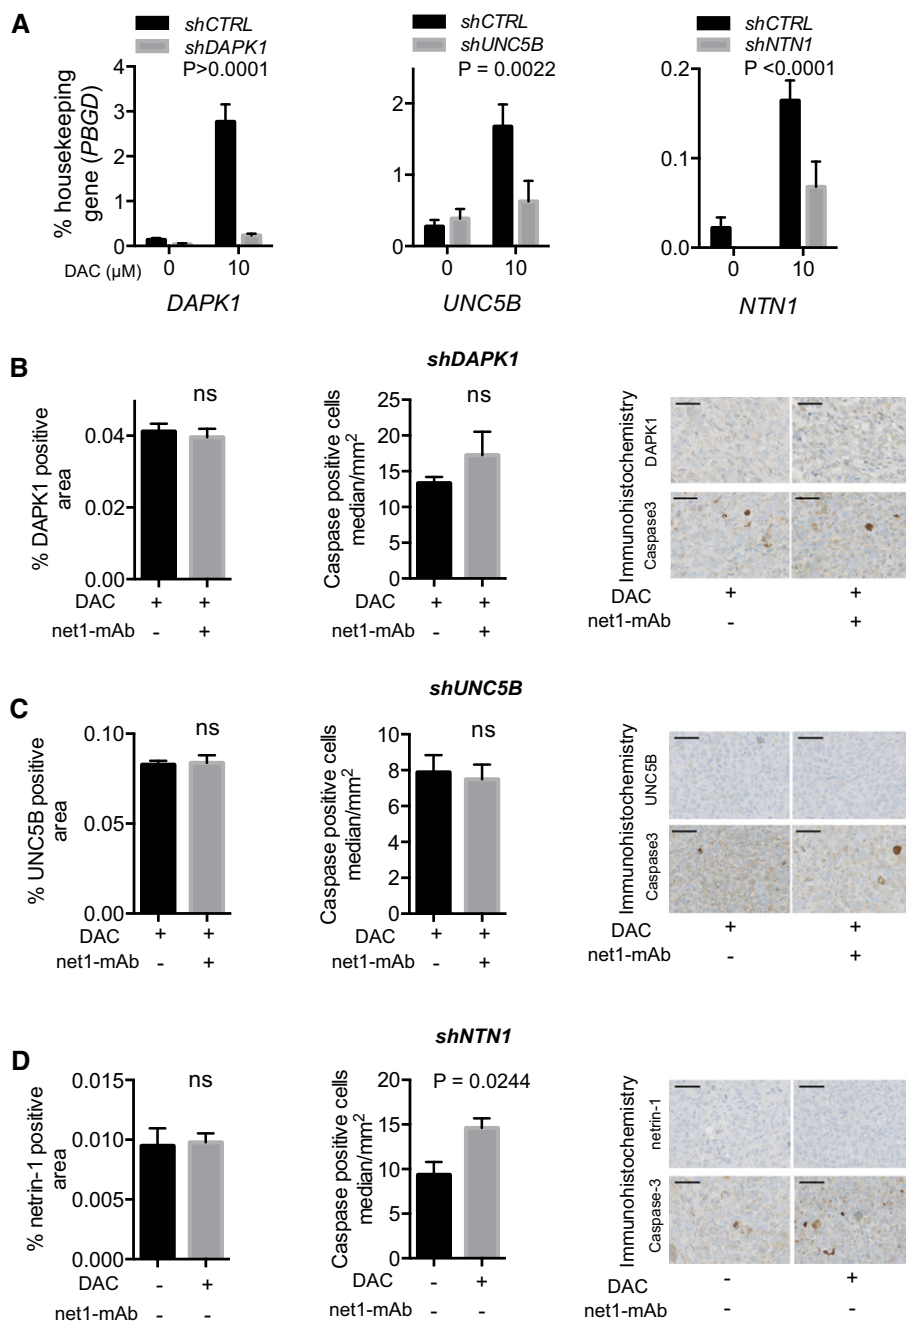 A
shCTRL
shDAPK1
P>0.0001
% housekeeping
gene (PBGD)
4
3
2
1
0
DAC (µM)
0 10
DAPK1
shCTRL
shUNC5B
P = 0.0022
2
1
0
0 10
UNC5B
shCTRL
shNTN1
P <0.0001
0.2
0.1
0.0
0 10
NTN1
B
shDAPK1
% DAPK1 positive
area
ns
0.04
0.02
0.00
DAC + +
net1-mAb - +
Caspase positive cells
median/mm2
ns
25
20
15
10
5
0
DAC + +
net1-mAb - +
Immunohistochemistry
DAPK1
Caspase3
DAC + +
net1-mAb - +
C
shUNC5B
% UNC5B positive
area
ns
0.10
0.05
0.00
DAC + +
net1-mAb - +
Caspase positive cells
median/mm2
ns
10
8
6
4
2
0
DAC + +
net1-mAb - +
Immunohistochemistry
UNC5B
Caspase3
DAC + +
net1-mAb - +
D
shNTN1
% netrin-1 positive
area
ns
0.015
0.010
0.005
0.000
DAC - +
net1-mAb - -
Caspase positive cells
median/mm2
P = 0.0244
20
15
10
5
0
DAC - +
net1-mAb - -
Immunohistochemistry
netrin-1
Caspase-3
DAC - +
net1-mAb - -